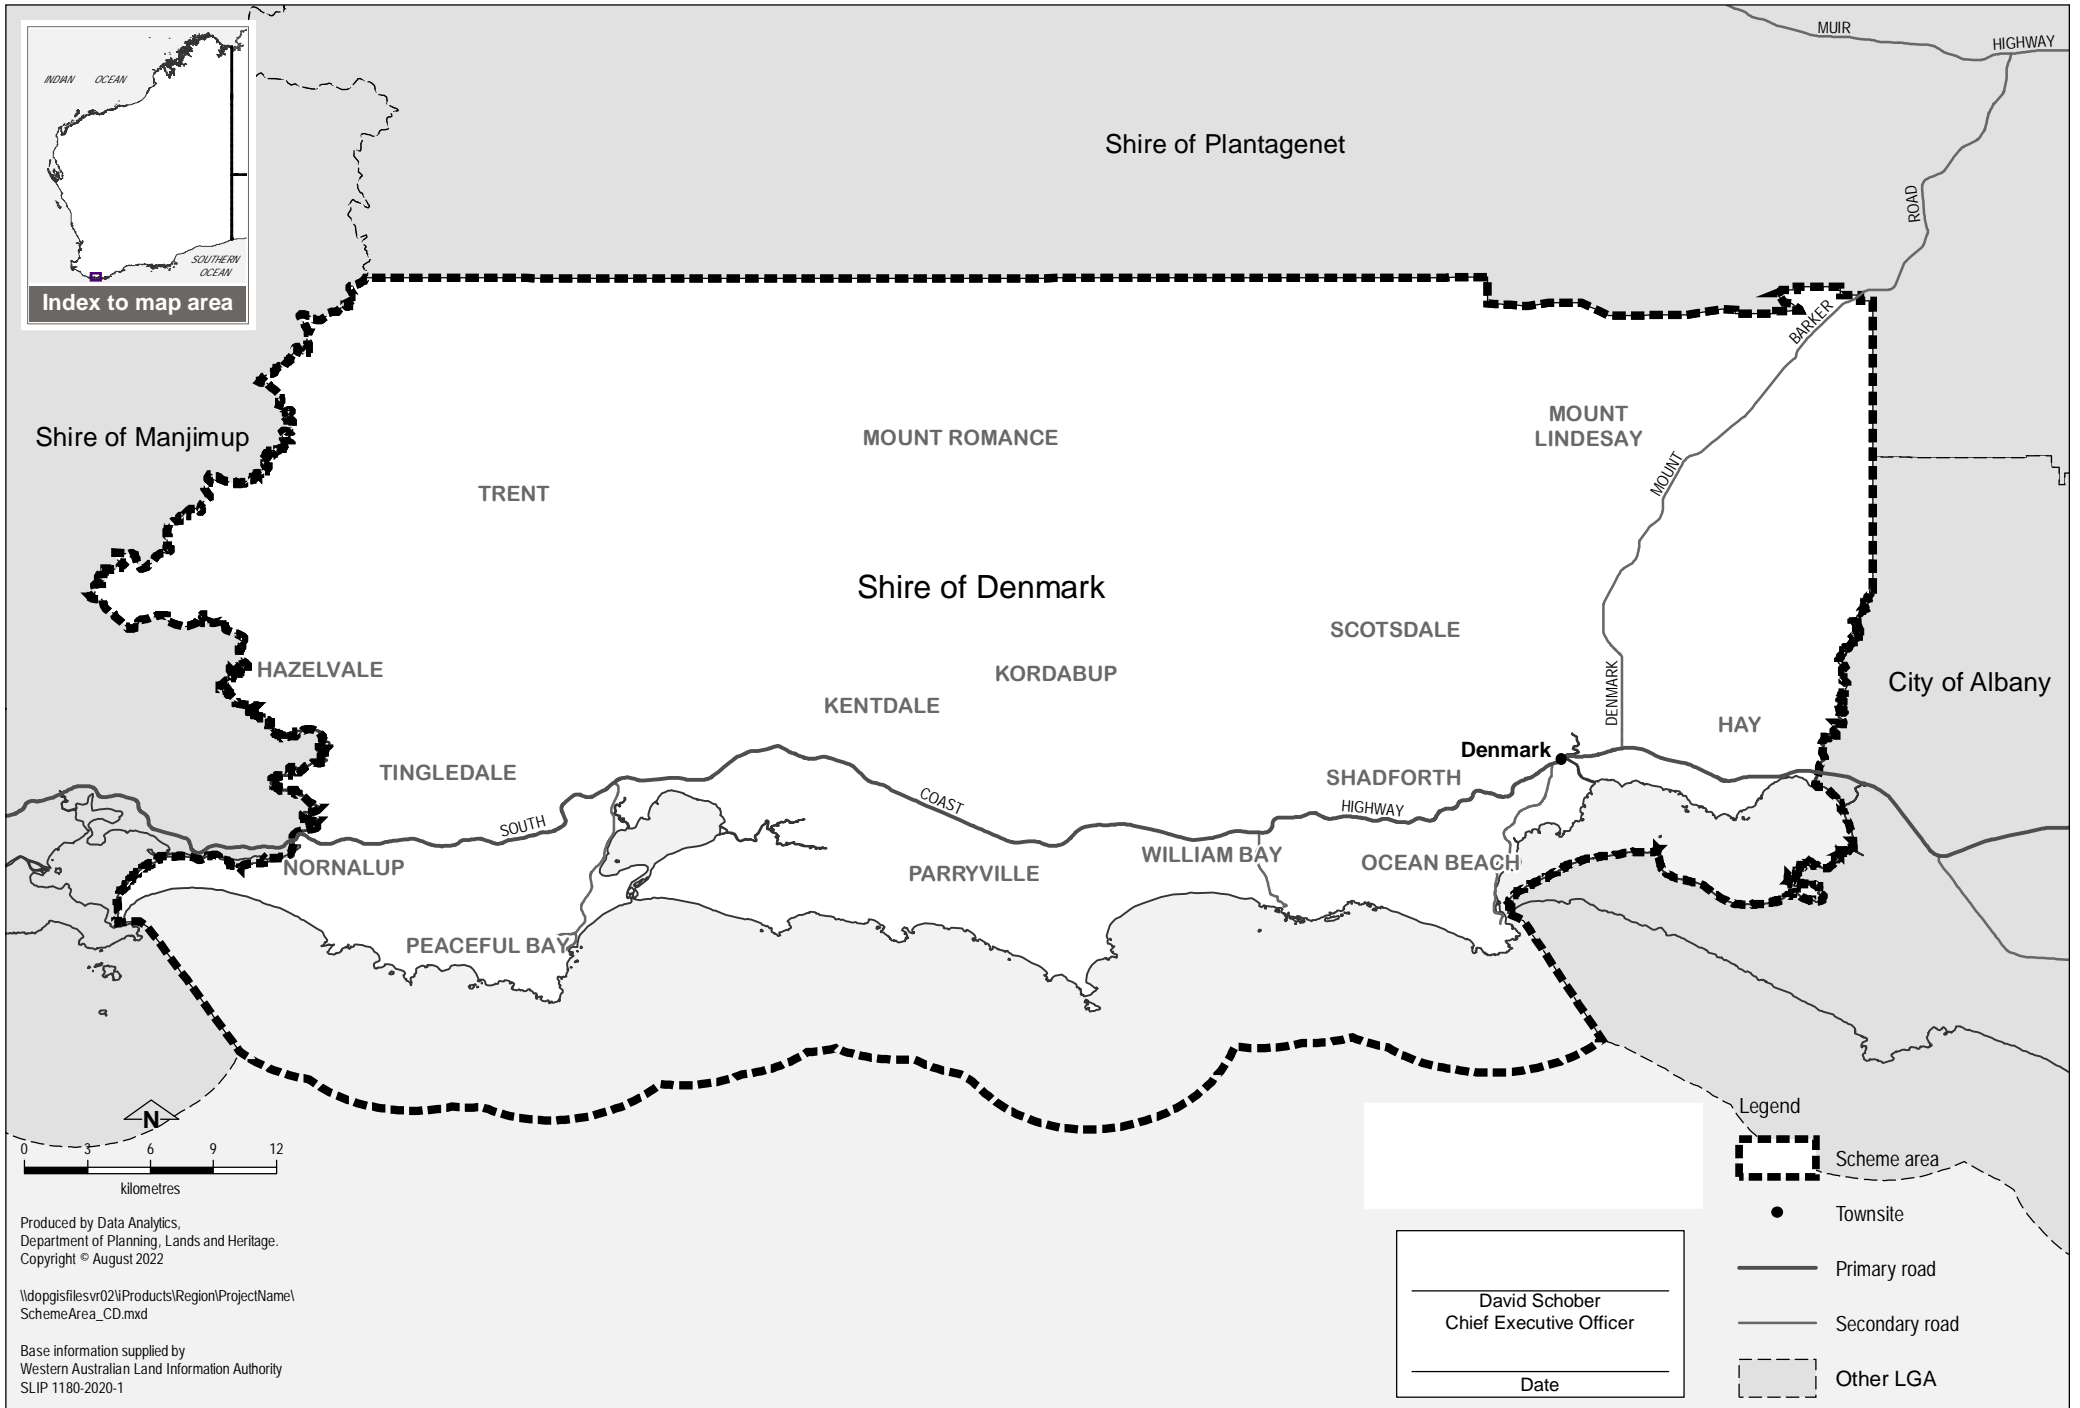 INDIAN OCEAN
SOUTHERN
OCEAN
Index to map area
MUIR
HIGHWAY
Shire of Plantagenet
ROAD
BARKER
Shire of Manjimup
MOUNT ROMANCE
MOUNT
LINDESAY
MOUNT
TRENT
Shire of Denmark
SCOTSDALE
HAZELVALE
KORDABUP
DENMARK
City of Albany
KENTDALE
HAY
Denmark
TINGLEDALE
SHADFORTH
COAST
HIGHWAY
SOUTH
NORNALUP
WILLIAM BAY
OCEAN BEACH
PARRYVILLE
PEACEFUL BAY
N
0 3 6 9 12
kilometres
Produced by Data Analytics,
Department of Planning, Lands and Heritage.
Copyright © August 2022
\\dopgisfilesvr02\iProducts\Region\ProjectName\
SchemeArea_CD.mxd
Base information supplied by
Western Australian Land Information Authority
SLIP 1180-2020-1
David Schober
Chief Executive Officer
Date
Legend
Scheme area
Townsite
Primary road
Secondary road
Other LGA